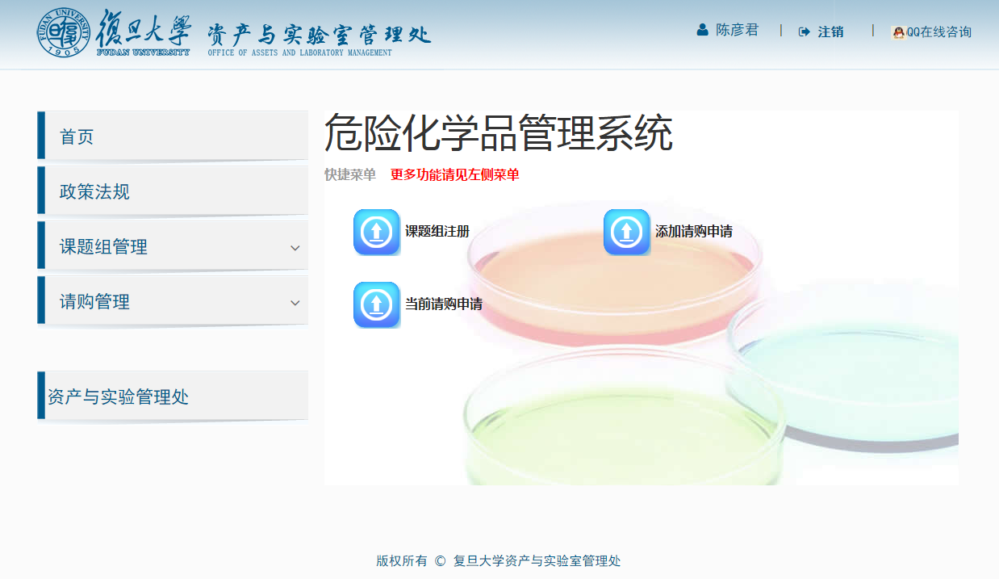 復旦大學 资产与实验室管理处
FUDAN UNIVERSITY
1905
FUDAN UNIVERSITY OFFICE OF ASSETS AND LABORATORY MANAGEMENT
陈彦君 | 注销 | QQ在线咨询
首页
政策法规
课题组管理
请购管理
资产与实验管理处
危险化学品管理系统
快捷菜单 更多功能请见左侧菜单
课题组注册 添加请购申请
当前请购申请
版权所有 © 复旦大学资产与实验室管理处